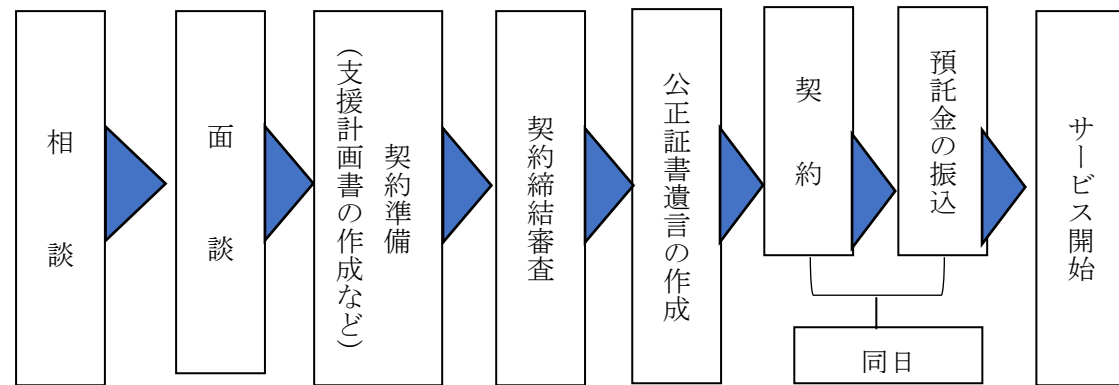 相談
面談
契約準備
(支援計画書の作成など)
契約締結審査
公正証書遺言の作成
契約
預託金の振込
サービス開始
同日